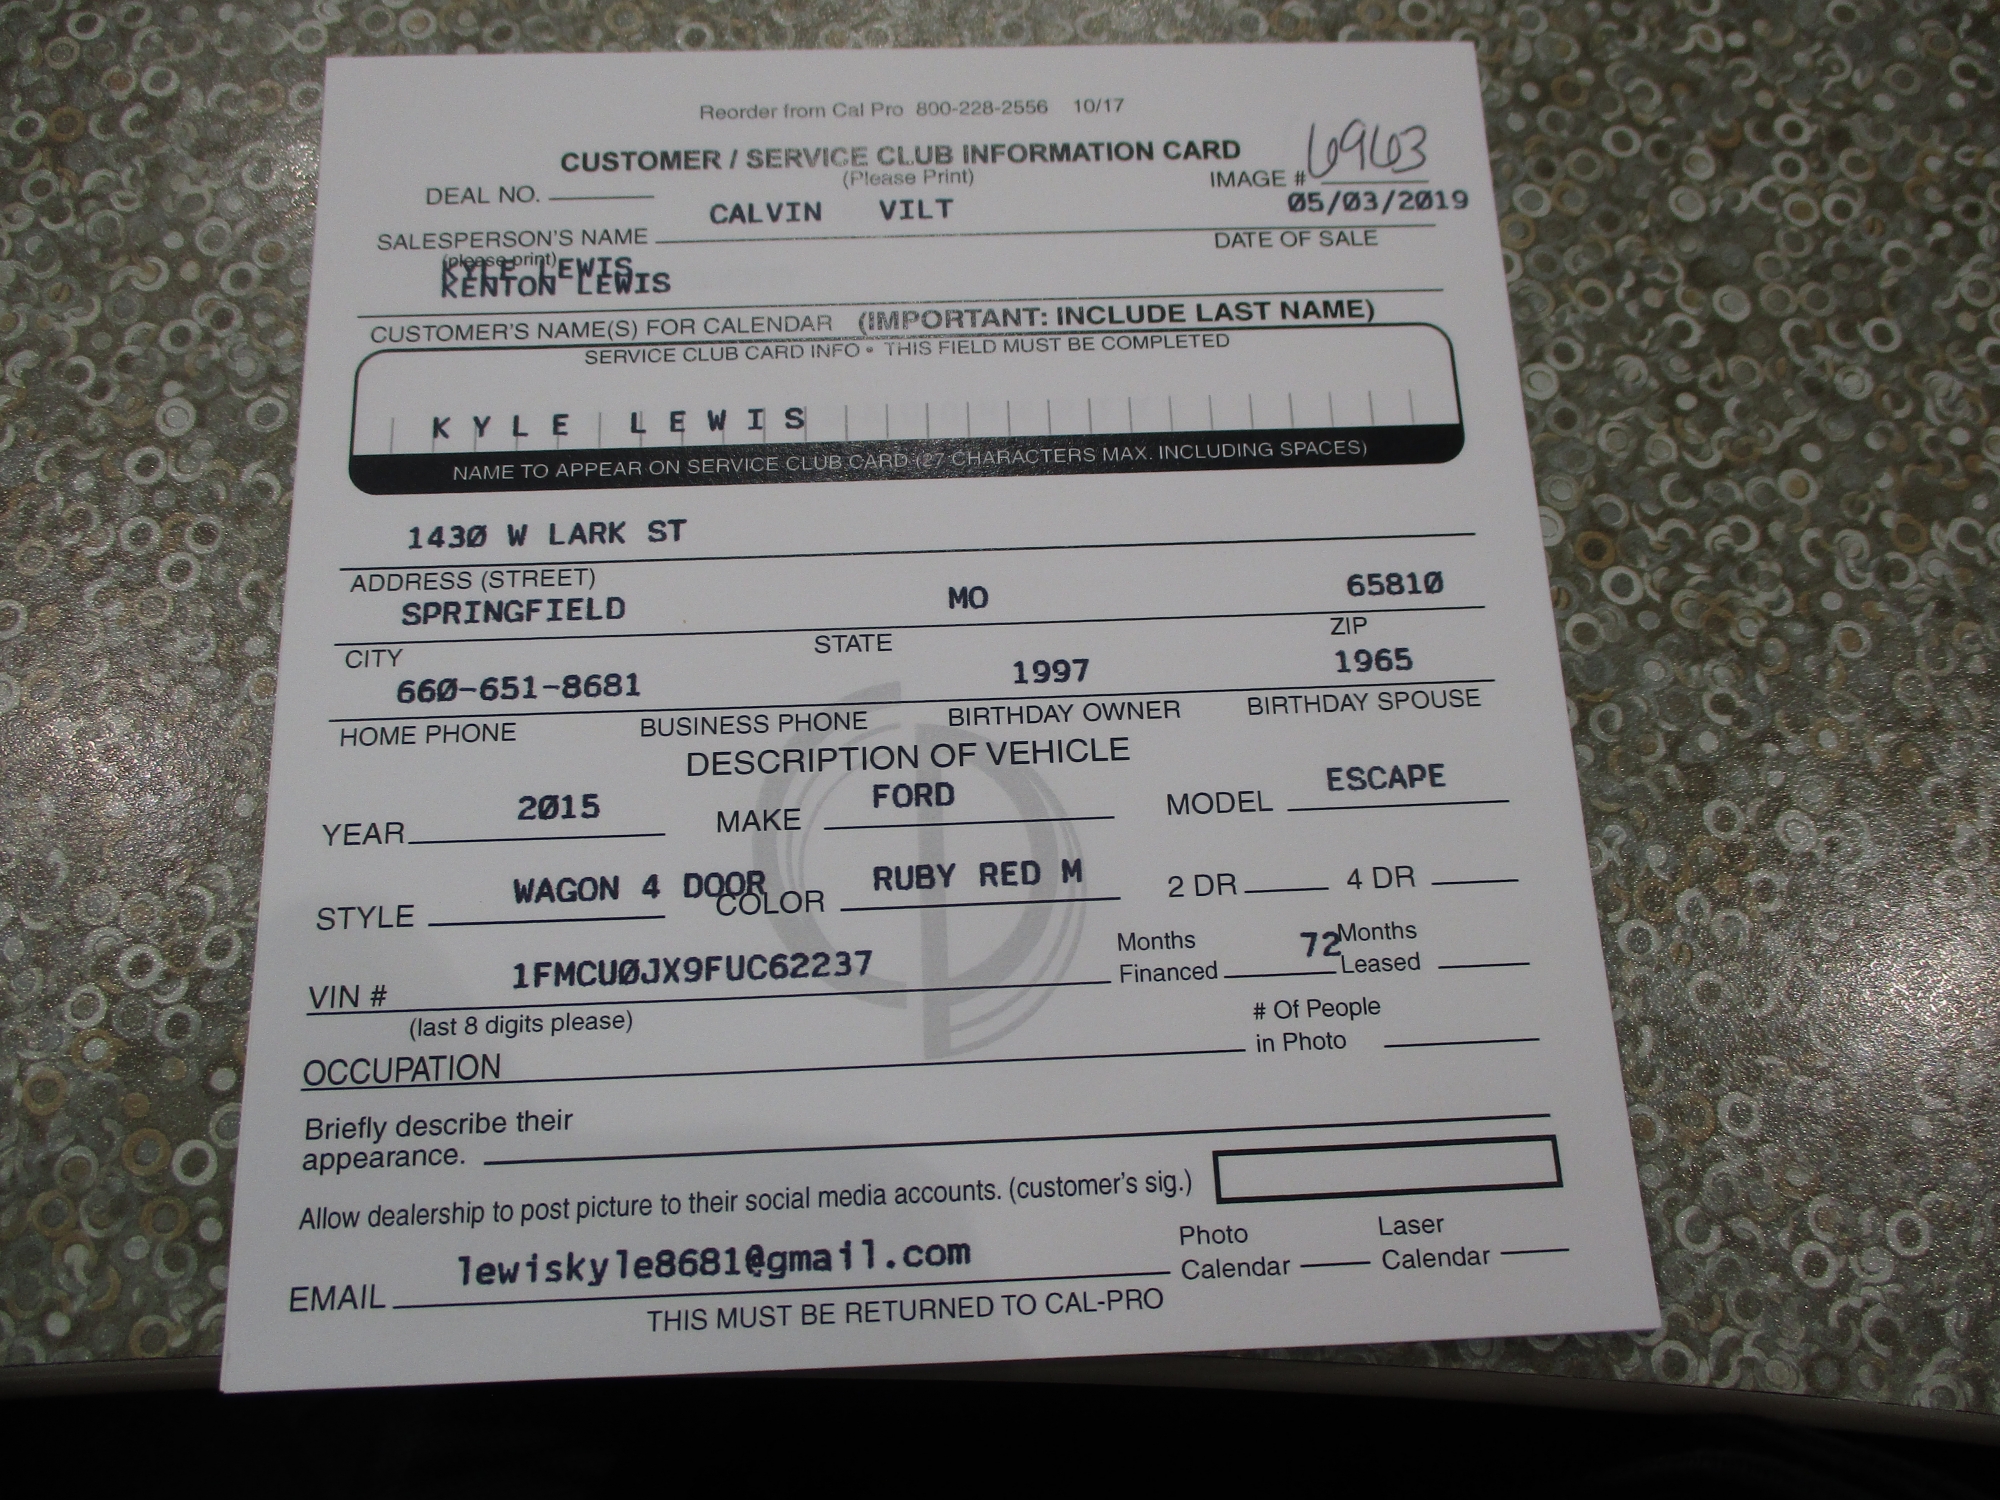 Reorder from Cal Pro 800-228-2556 10/17
CUSTOMER / SERVICE CLUB INFORMATION CARD
(Please Print)
DEAL NO. IMAGE # 6963
CALVIN VILT 05/03/2019
SALESPERSON'S NAME DATE OF SALE
(please print)
KYLE LEWIS
KENTON LEWIS
CUSTOMER'S NAME(S) FOR CALENDAR (IMPORTANT: INCLUDE LAST NAME)
SERVICE CLUB CARD INFO • THIS FIELD MUST BE COMPLETED
KYLE LEWIS
NAME TO APPEAR ON SERVICE CLUB CARD (27 CHARACTERS MAX. INCLUDING SPACES)
1430 W LARK ST
ADDRESS (STREET)
SPRINGFIELD MO 65810
CITY STATE ZIP
660-651-8681 1997 1965
HOME PHONE BUSINESS PHONE BIRTHDAY OWNER BIRTHDAY SPOUSE
DESCRIPTION OF VEHICLE
YEAR 2015 MAKE FORD MODEL ESCAPE
STYLE WAGON 4 DOOR COLOR RUBY RED M 2 DR 4 DR
VIN # 1FMCU0JX9FUC62237 Months Financed 72 Months Leased
(last 8 digits please)
OCCUPATION # Of People in Photo
Briefly describe their
appearance.
Allow dealership to post picture to their social media accounts. (customer's sig.)
EMAIL lewiskyle8681@gmail.com Photo Calendar Laser Calendar
THIS MUST BE RETURNED TO CAL-PRO